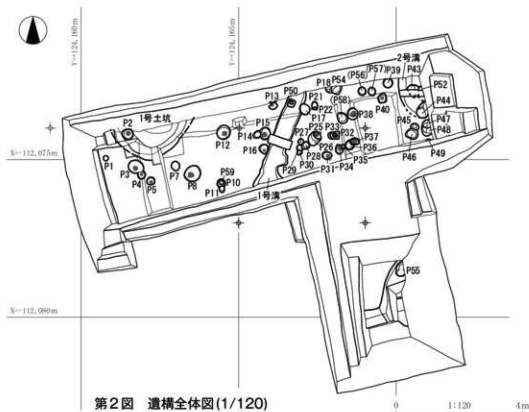 Y=-124,160m
Y=-124,165m
X=-112,075m
X=-112,080m
1号土坑
1号溝
2号溝
P1
P2
P3
P4
P5
P7
P8
P12
P59
P10
P11
P13
P14
P15
P16
P50
P21
P22
P17
P18
P54
(P58)
(P56)
(P57)
P39
P38
P40
P43
P52
P44
P45
P47
P48
P46
P49
P27
P25
P33
P32
P37
P28
P26
P36
P30
P35
P29
P31
P34
P55
第2図 遺構全体図(1/120)
0 1:120 4m